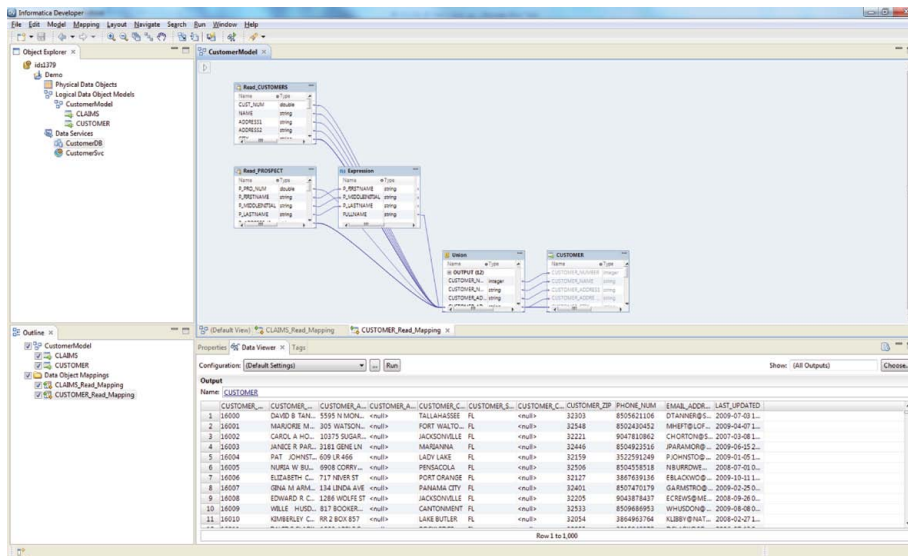 Informatica Developer
File Edit Model Mapping Layout Navigate Search Run Window Help
Object Explorer
ids1379
Demo
Physical Data Objects
Logical Data Object Models
CustomerModel
CLAIMS
CUSTOMER
Data Services
CustomerDB
CustomerSvc
CustomerModel
Read_CUSTOMERS
Name Type
CUST_NUM double
NAME string
ADDRESS1 string
ADDRESS2 string
CITY string
Read_PROSPECT
Name Type
P_PRO_NUM double
P_FIRSTNAME string
P_MIDDLEINITIAL string
P_LASTNAME string
Expression
Name Type
P_FIRSTNAME string
P_MIDDLEINITIAL string
P_LASTNAME string
FULLNAME string
Union
Name Type
OUTPUT (12)
CUSTOMER_N... integer
CUSTOMER_N... string
CUSTOMER_AD... string
CUSTOMER
Name Type
CUSTOMER_NUMBER integer
CUSTOMER_NAME string
CUSTOMER_ADDRESS string
CUSTOMER_ADDRE... string
(Default View) CLAIMS_Read_Mapping CUSTOMER_Read_Mapping
Outline
CustomerModel
CLAIMS
CUSTOMER
Data Object Mappings
CLAIMS_Read_Mapping
CUSTOMER_Read_Mapping
Properties Data Viewer Tags
Configuration: (Default Settings) ... Run Show: (All Outputs) Choose...
Output
Name: CUSTOMER
CUSTOMER_... CUSTOMER_... CUSTOMER_A... CUSTOMER_A... CUSTOMER_C... CUSTOMER_S... CUSTOMER_C... CUSTOMER_ZIP PHONE_NUM EMAIL_ADDR... LAST_UPDATED
1 16000 DAVID B TAN... 5595 N MON... <null> TALLAHASSEE FL <null> 32303 8505621106 DTANNER@S... 2009-07-03 1...
2 16001 MARJORIE M... 305 WATSON... <null> FORT WALTO... FL <null> 32548 8502430452 MHEFT@LOF... 2009-04-07 1...
3 16002 CAROL A HO... 10375 SUGAR... <null> JACKSONVILLE FL <null> 32221 9047810862 CHORTON@S... 2007-03-08 1...
4 16003 JANICE R PAR... 3181 GENE LN <null> MARIANNA FL <null> 32446 8504923516 JPARAMOR@... 2009-06-15 2...
5 16004 PAT JOHNST... 609 LR 466 <null> LADY LAKE FL <null> 32159 3522591249 PJOHNSTO@... 2009-01-05 1...
6 16005 NURIA W BU... 6908 CORRY... <null> PENSACOLA FL <null> 32506 8504558518 NBURRDWE... 2008-07-01 0...
7 16006 ELIZABETH C... 717 NIVER ST <null> PORT ORANGE FL <null> 32127 3867639131 EBLACKWO@... 2009-10-11 1...
8 16007 GINA M ARM... 134 LINDA AVE <null> PANAMA CITY FL <null> 32401 8507470179 GARMSTRO@... 2009-02-25 0...
9 16008 EDWARD R C... 1286 WOLFE ST <null> JACKSONVILLE FL <null> 32205 9043878437 ECREWS@ME... 2008-09-26 0...
10 16009 WILLE HUSD... 817 BOOKER... <null> CANTONMENT FL <null> 32533 8509686953 WHUSDON@... 2009-08-08 0...
11 16010 KIMBERLEY C... RR 2 BOX 857 <null> LAKE BUTLER FL <null> 32054 3864963764 KLIBBY@NAT... 2008-02-27 1...
Row 1 to 1,000